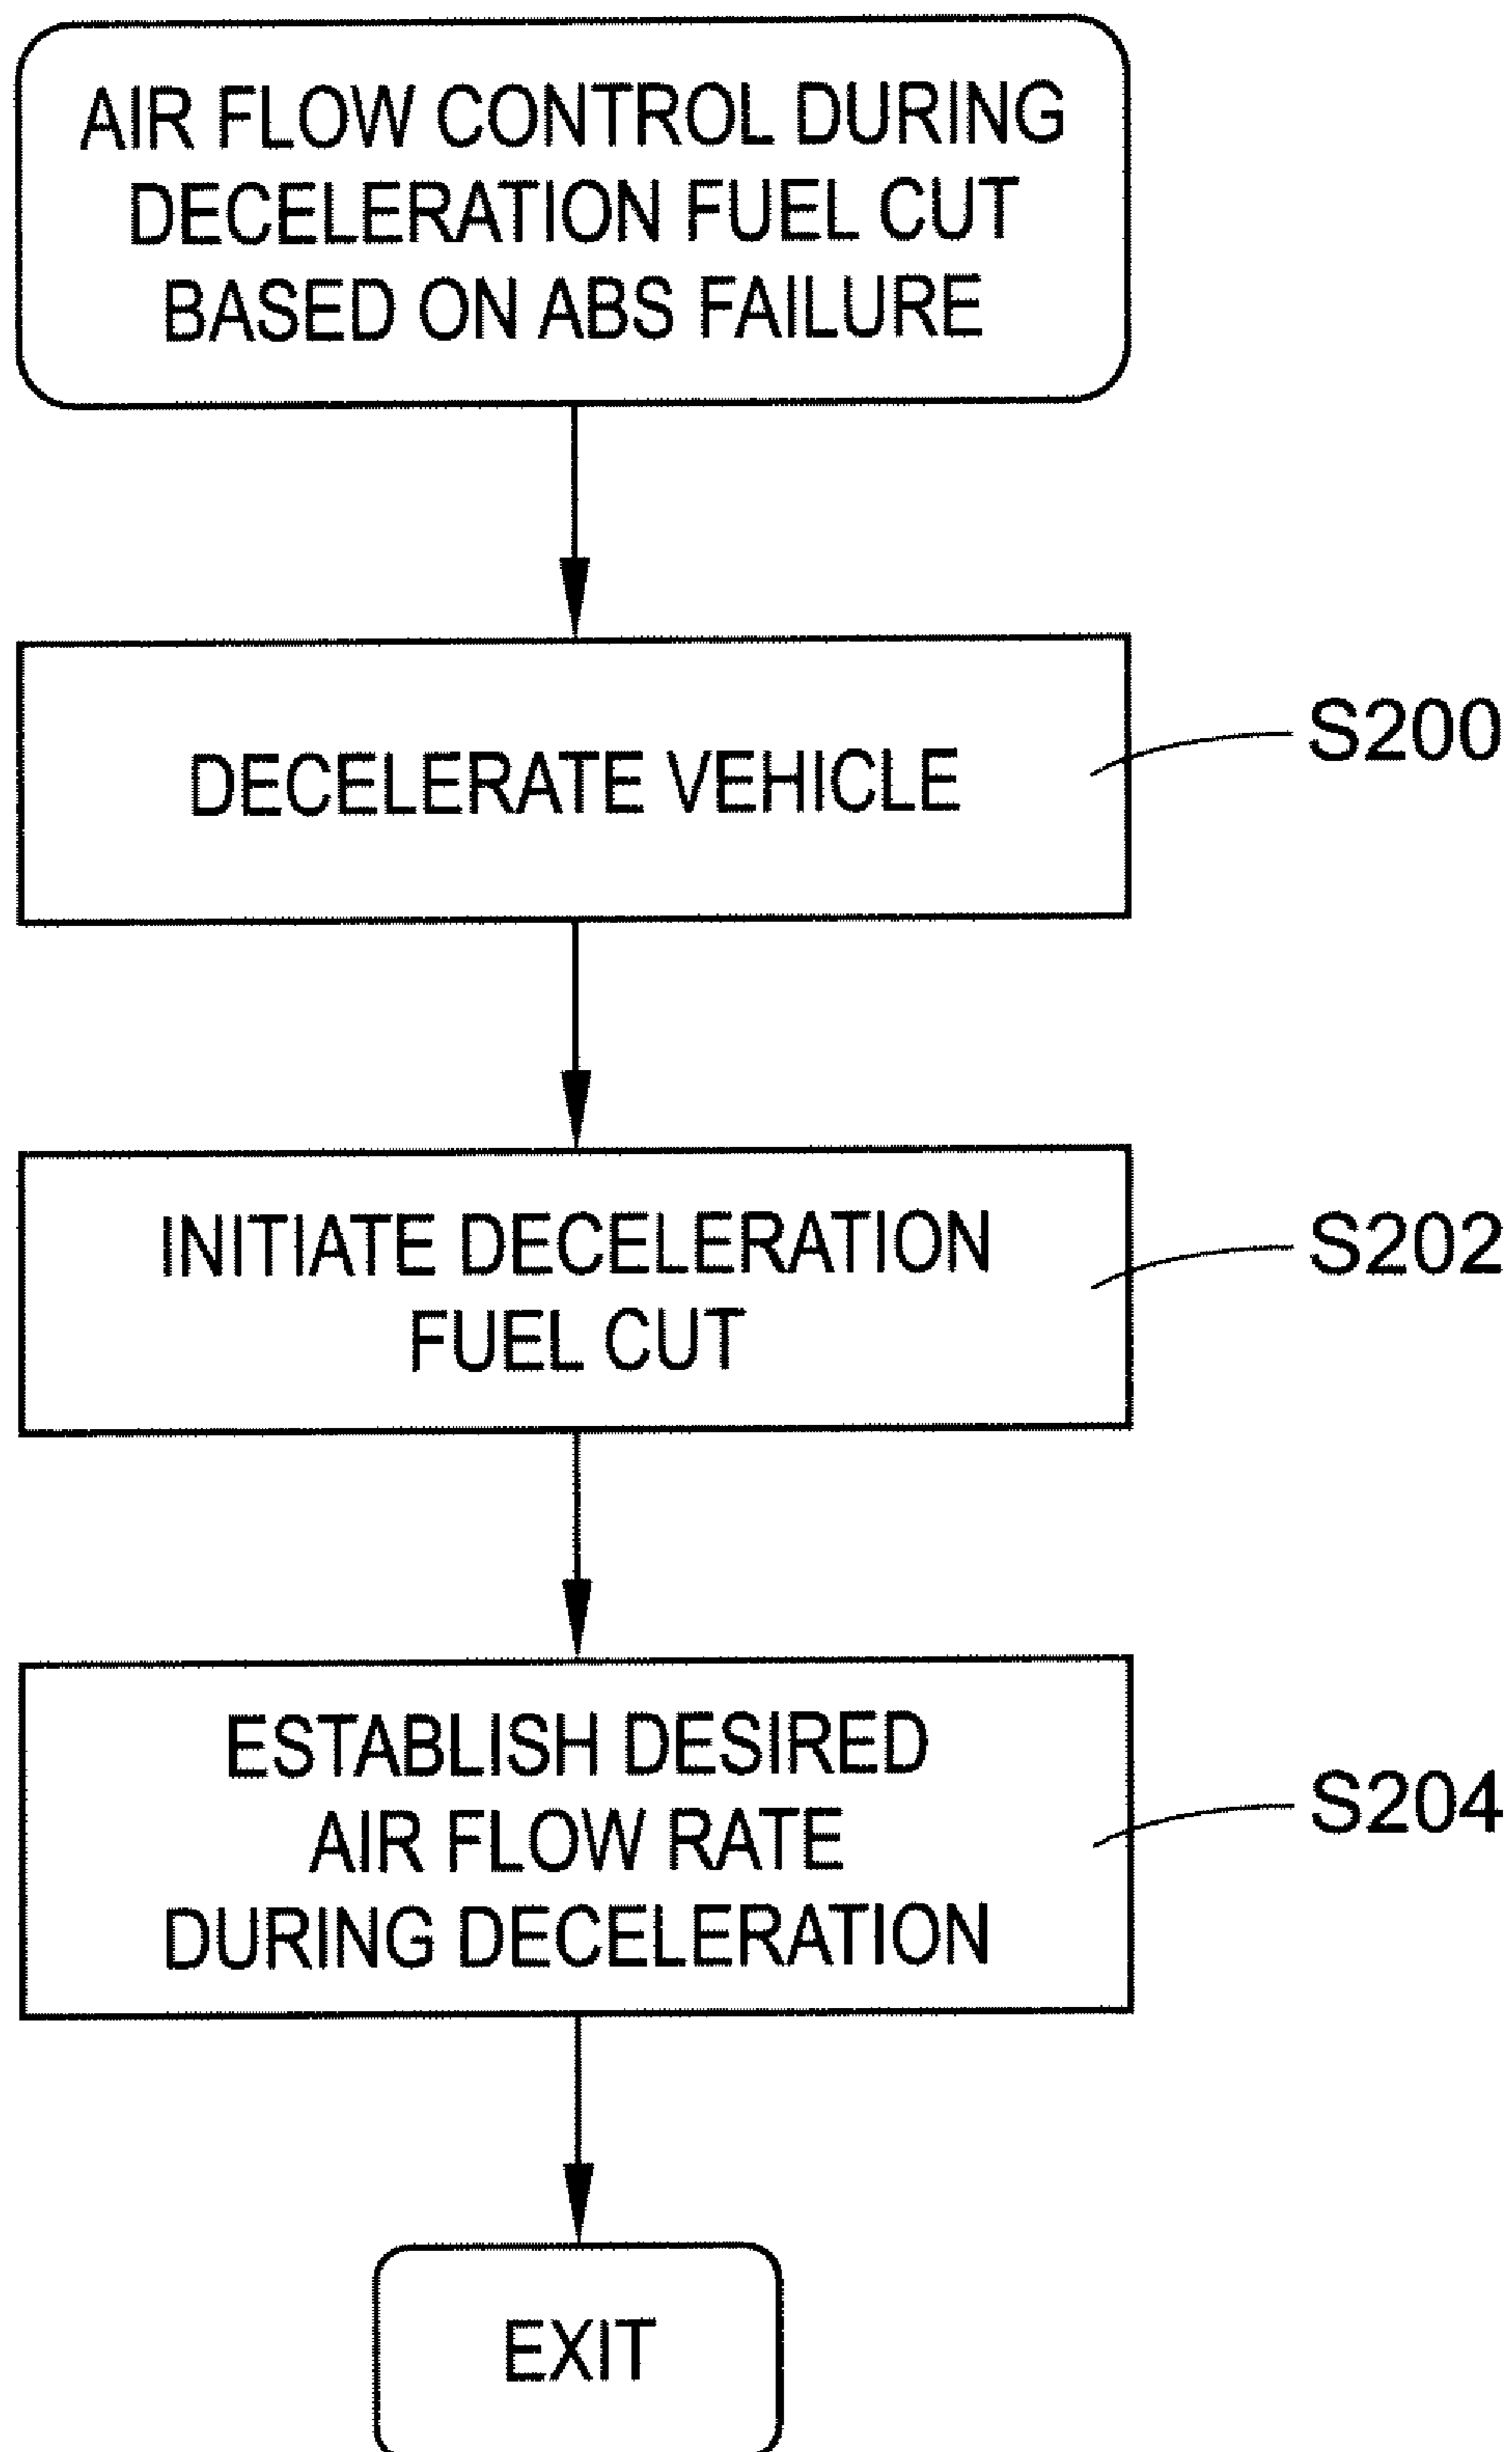 AIR FLOW CONTROL DURING
DECELERATION FUEL CUT
BASED ON ABS FAILURE
DECELERATE VEHICLE
S200
INITIATE DECELERATION
FUEL CUT
S202
ESTABLISH DESIRED
AIR FLOW RATE
DURING DECELERATION
S204
EXIT